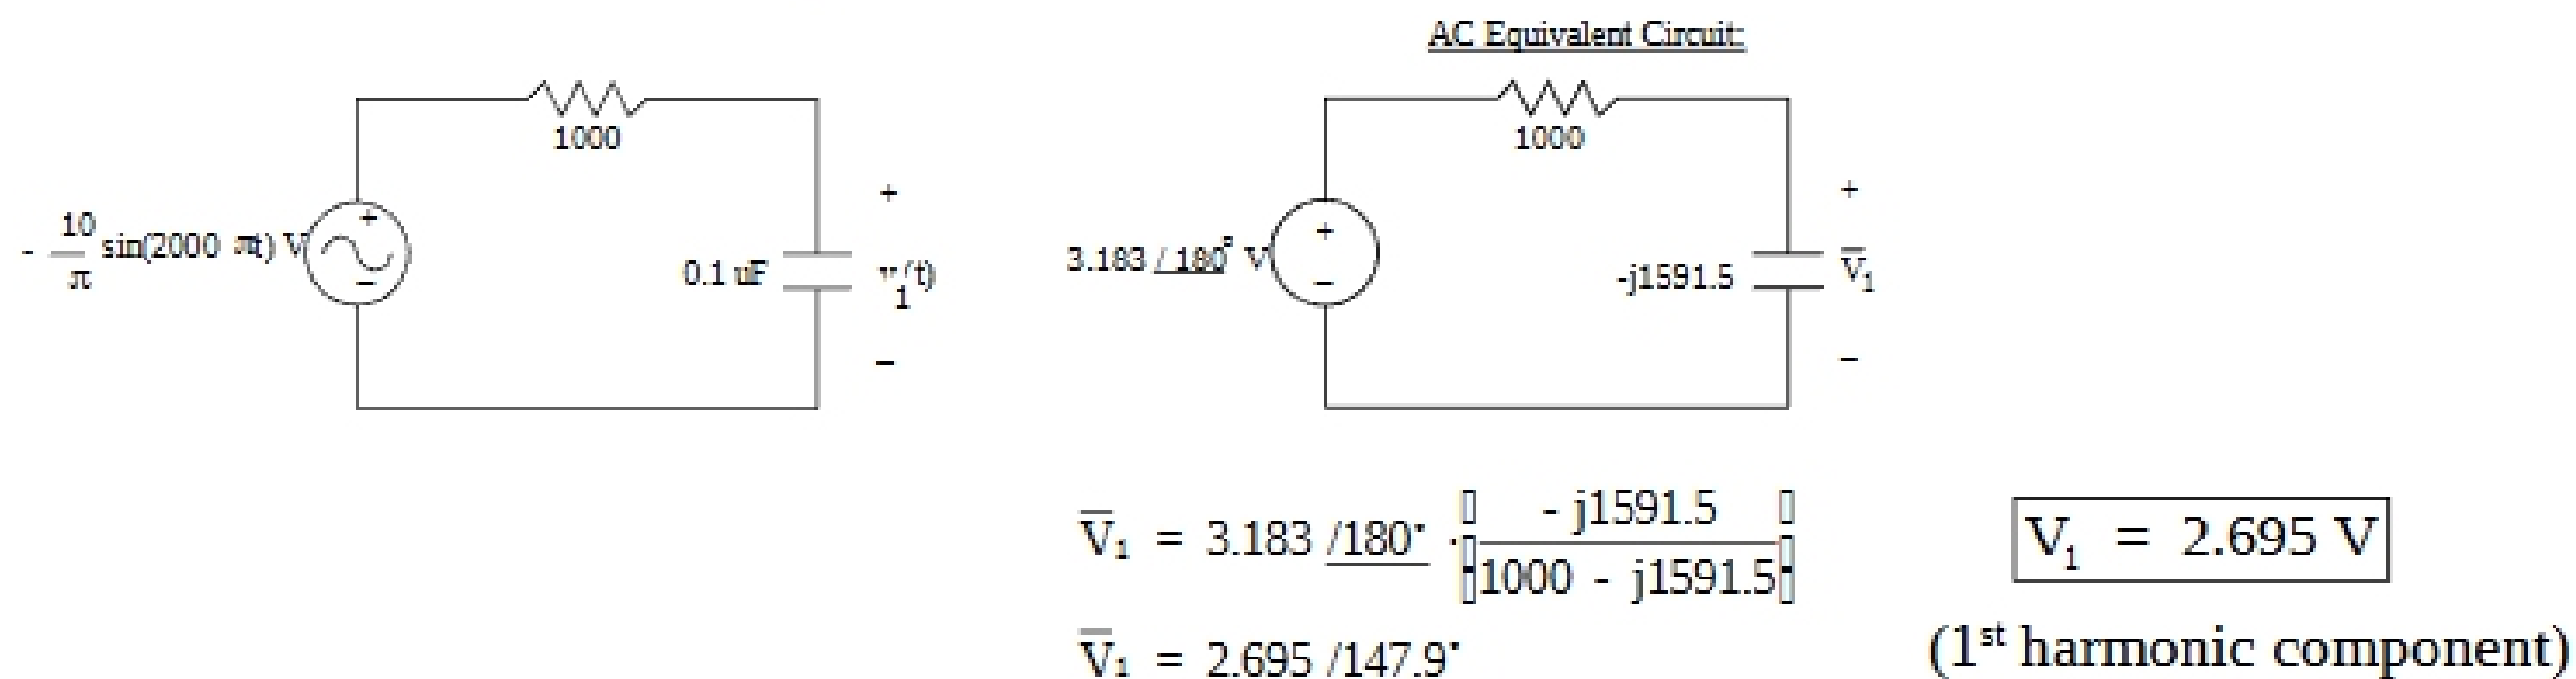 AC Equivalent Circuit:
1000
- 10/π sin(2000 πt) V
+
−
0.1 uF
+
v1(t)
−
1000
3.183 /180° V
+
−
-j1591.5
+
V̅1
−
V̅1 = 3.183 /180° · [- j1591.5 / 1000 - j1591.5]
V1 = 2.695 V
V̅1 = 2.695 /147.9°
(1st harmonic component)